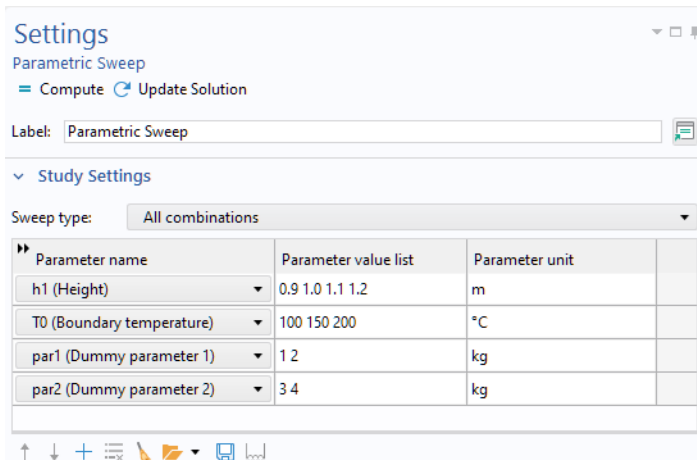 Settings
Parametric Sweep
= Compute Update Solution
Label: Parametric Sweep
Study Settings
Sweep type: All combinations
Parameter name Parameter value list Parameter unit
h1 (Height) 0.9 1.0 1.1 1.2 m
T0 (Boundary temperature) 100 150 200 °C
par1 (Dummy parameter 1) 1 2 kg
par2 (Dummy parameter 2) 3 4 kg